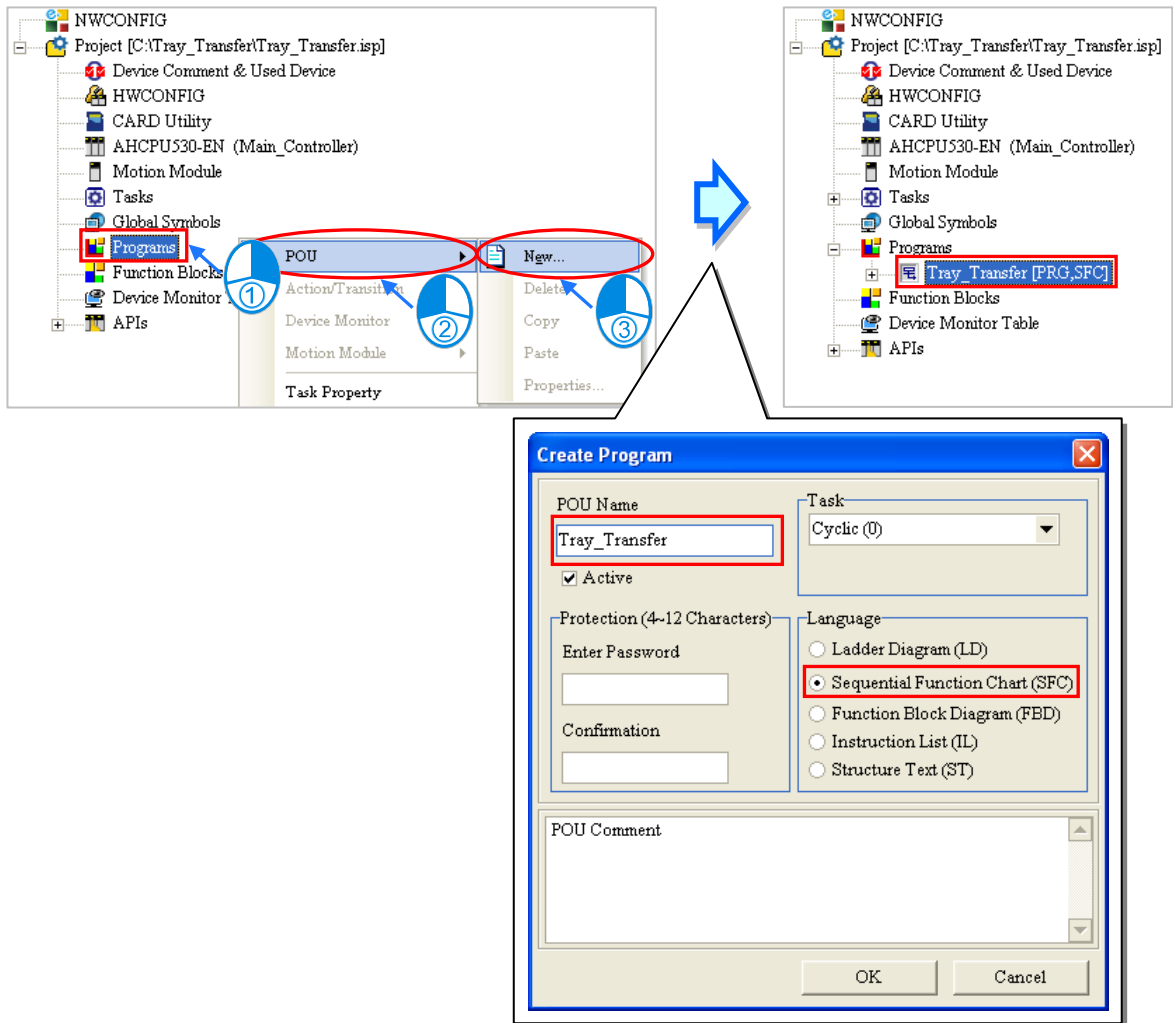 NWCONFIG
Project [C:\Tray_Transfer\Tray_Transfer.isp]
Device Comment & Used Device
HWCONFIG
CARD Utility
AHCPU530-EN (Main_Controller)
Motion Module
Tasks
Global Symbols
Programs
Function Blocks
Device Monitor
APIs
①
POU
Action/Transition
Device Monitor
Motion Module
Task Property
②
New...
Delete
Copy
Paste
Properties...
③
NWCONFIG
Project [C:\Tray_Transfer\Tray_Transfer.isp]
Device Comment & Used Device
HWCONFIG
CARD Utility
AHCPU530-EN (Main_Controller)
Motion Module
Tasks
Global Symbols
Programs
Tray_Transfer [PRG,SFC]
Function Blocks
Device Monitor Table
APIs
Create Program
POU Name
Tray_Transfer
Active
Task
Cyclic (0)
Protection (4~12 Characters)
Enter Password
Confirmation
Language
Ladder Diagram (LD)
Sequential Function Chart (SFC)
Function Block Diagram (FBD)
Instruction List (IL)
Structure Text (ST)
POU Comment
OK
Cancel